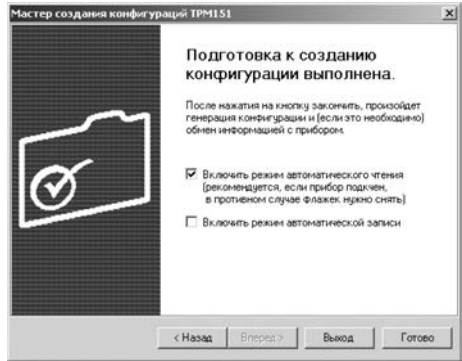 Мастер создания конфигураций ТРМ151
Подготовка к созданию
конфигурации выполнена.
После нажатия на кнопку закончить, произойдет
генерация конфигурации и (если это необходимо)
обмен информацией с прибором.
Включить режим автоматического чтения
(рекомендуется, если прибор подкчен,
в противном случае флажек нужно снять)
Включить режим автоматической записи
< Назад
Вперед >
Выход
Готово